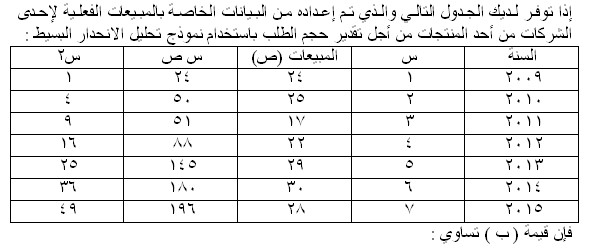 إذا توفر لديك الجدول التالي والذي تم إعداده من البيانات الخاصة بالمبيعات الفعلية لإحدى
الشركات من أحد المنتجات من أجل تقدير حجم الطلب باستخدام نموذج تحليل الانحدار البسيط :
السنة س المبيعات (ص) س ص س٢
٢٠٠٩ ١ ٢٤ ٢٤ ١
٢٠١٠ ٢ ٢٥ ٥٠ ٤
٢٠١١ ٣ ١٧ ٥١ ٩
٢٠١٢ ٤ ٢٢ ٨٨ ١٦
٢٠١٣ ٥ ٢٩ ١٤٥ ٢٥
٢٠١٤ ٦ ٣٠ ١٨٠ ٣٦
٢٠١٥ ٧ ٢٨ ١٩٦ ٤٩
فإن قيمة ( ب ) تساوي :